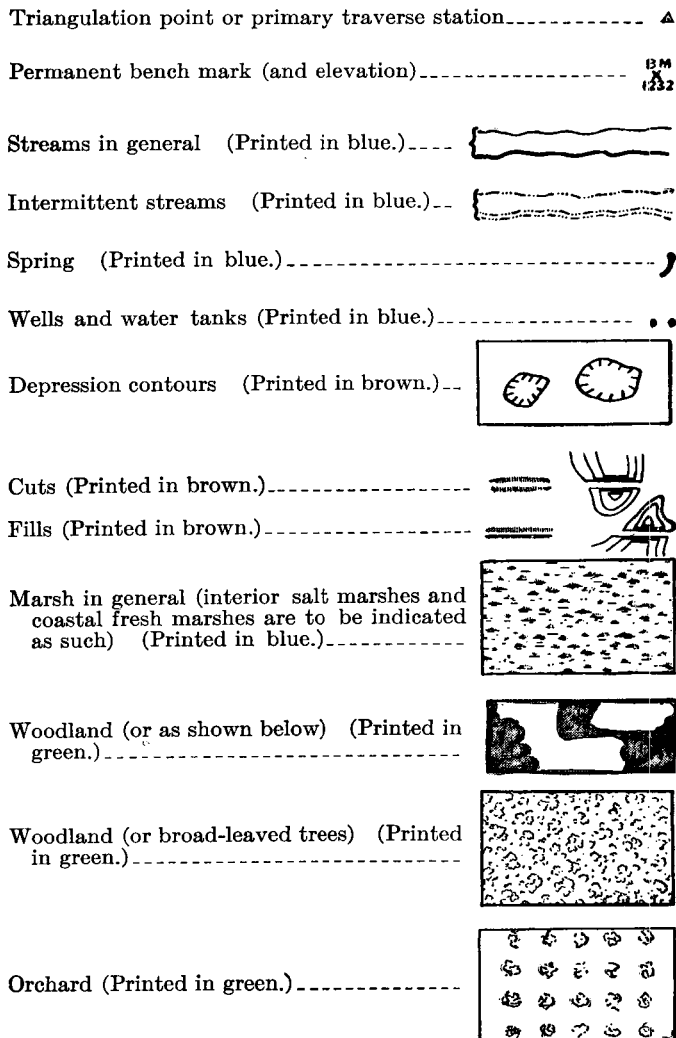 Triangulation point or primary traverse station
Permanent bench mark (and elevation)
BM
X
1232
Streams in general (Printed in blue.)
Intermittent streams (Printed in blue.)
Spring (Printed in blue.)
Wells and water tanks (Printed in blue.)
Depression contours (Printed in brown.)
Cuts (Printed in brown.)
Fills (Printed in brown.)
Marsh in general (interior salt marshes and
coastal fresh marshes are to be indicated
as such) (Printed in blue.)
Woodland (or as shown below) (Printed in
green.)
Woodland (or broad-leaved trees) (Printed
in green.)
Orchard (Printed in green.)